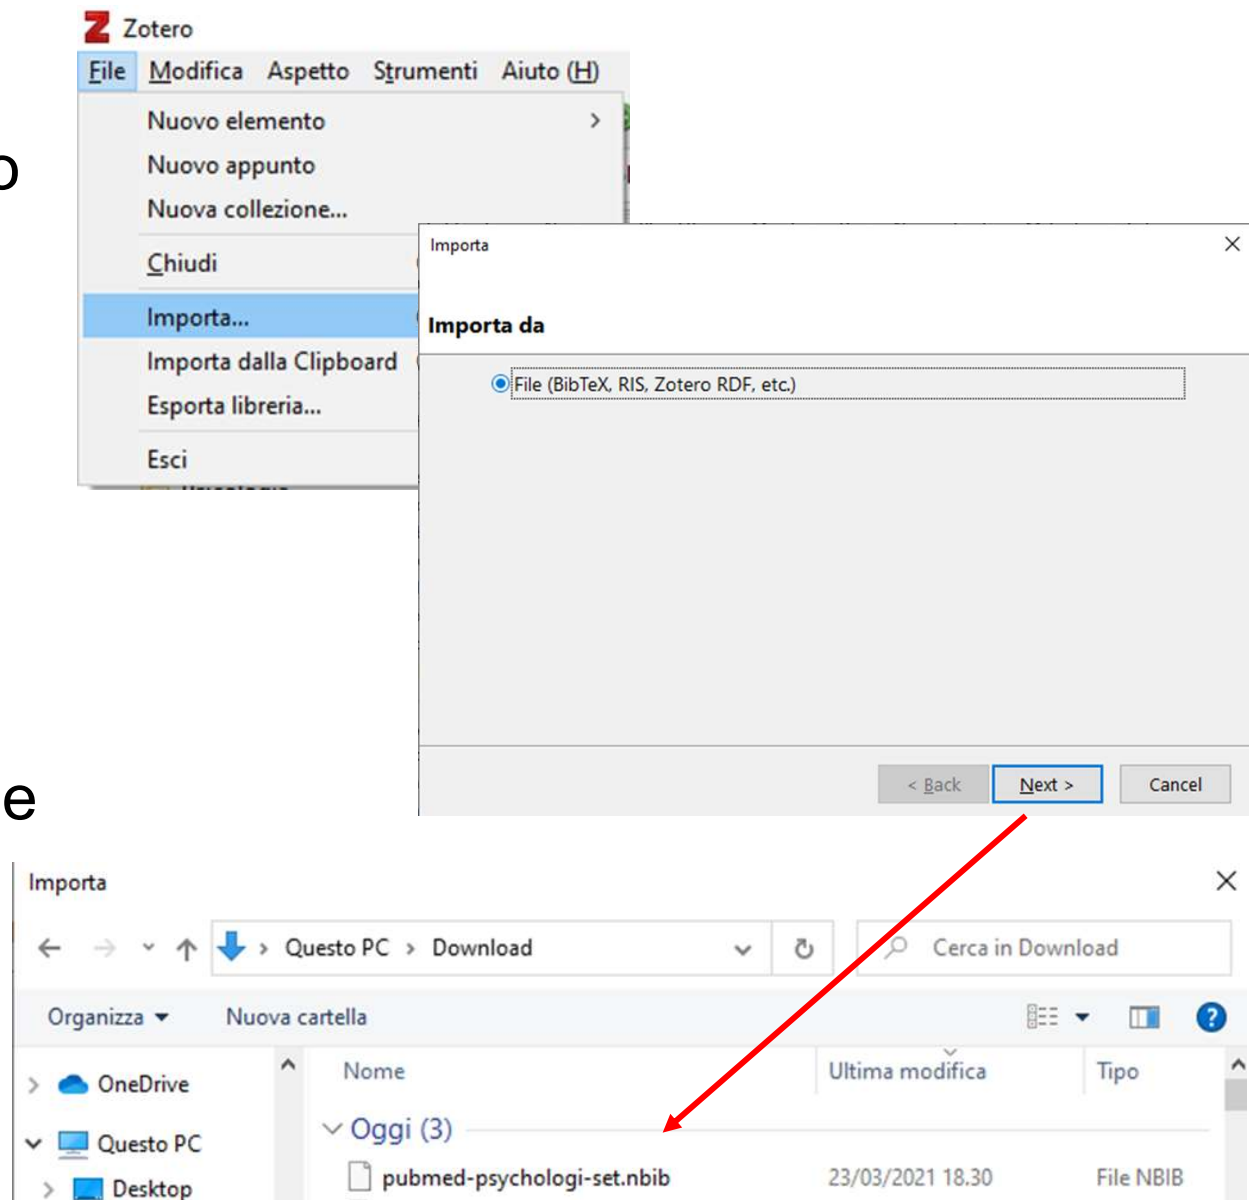 Zotero
File Modifica Aspetto Strumenti Aiuto (H)
Nuovo elemento
Nuovo appunto
Nuova collezione...
Chiudi
Importa...
Importa dalla Clipboard
Esporta libreria...
Esci
Importa
Importa da
File (BibTeX, RIS, Zotero RDF, etc.)
< Back Next > Cancel
e
Importa
Questo PC > Download
Cerca in Download
Organizza
Nuova cartella
OneDrive
Questo PC
Desktop
Nome Ultima modifica Tipo
Oggi (3)
pubmed-psychologi-set.nbib 23/03/2021 18.30 File NBIB